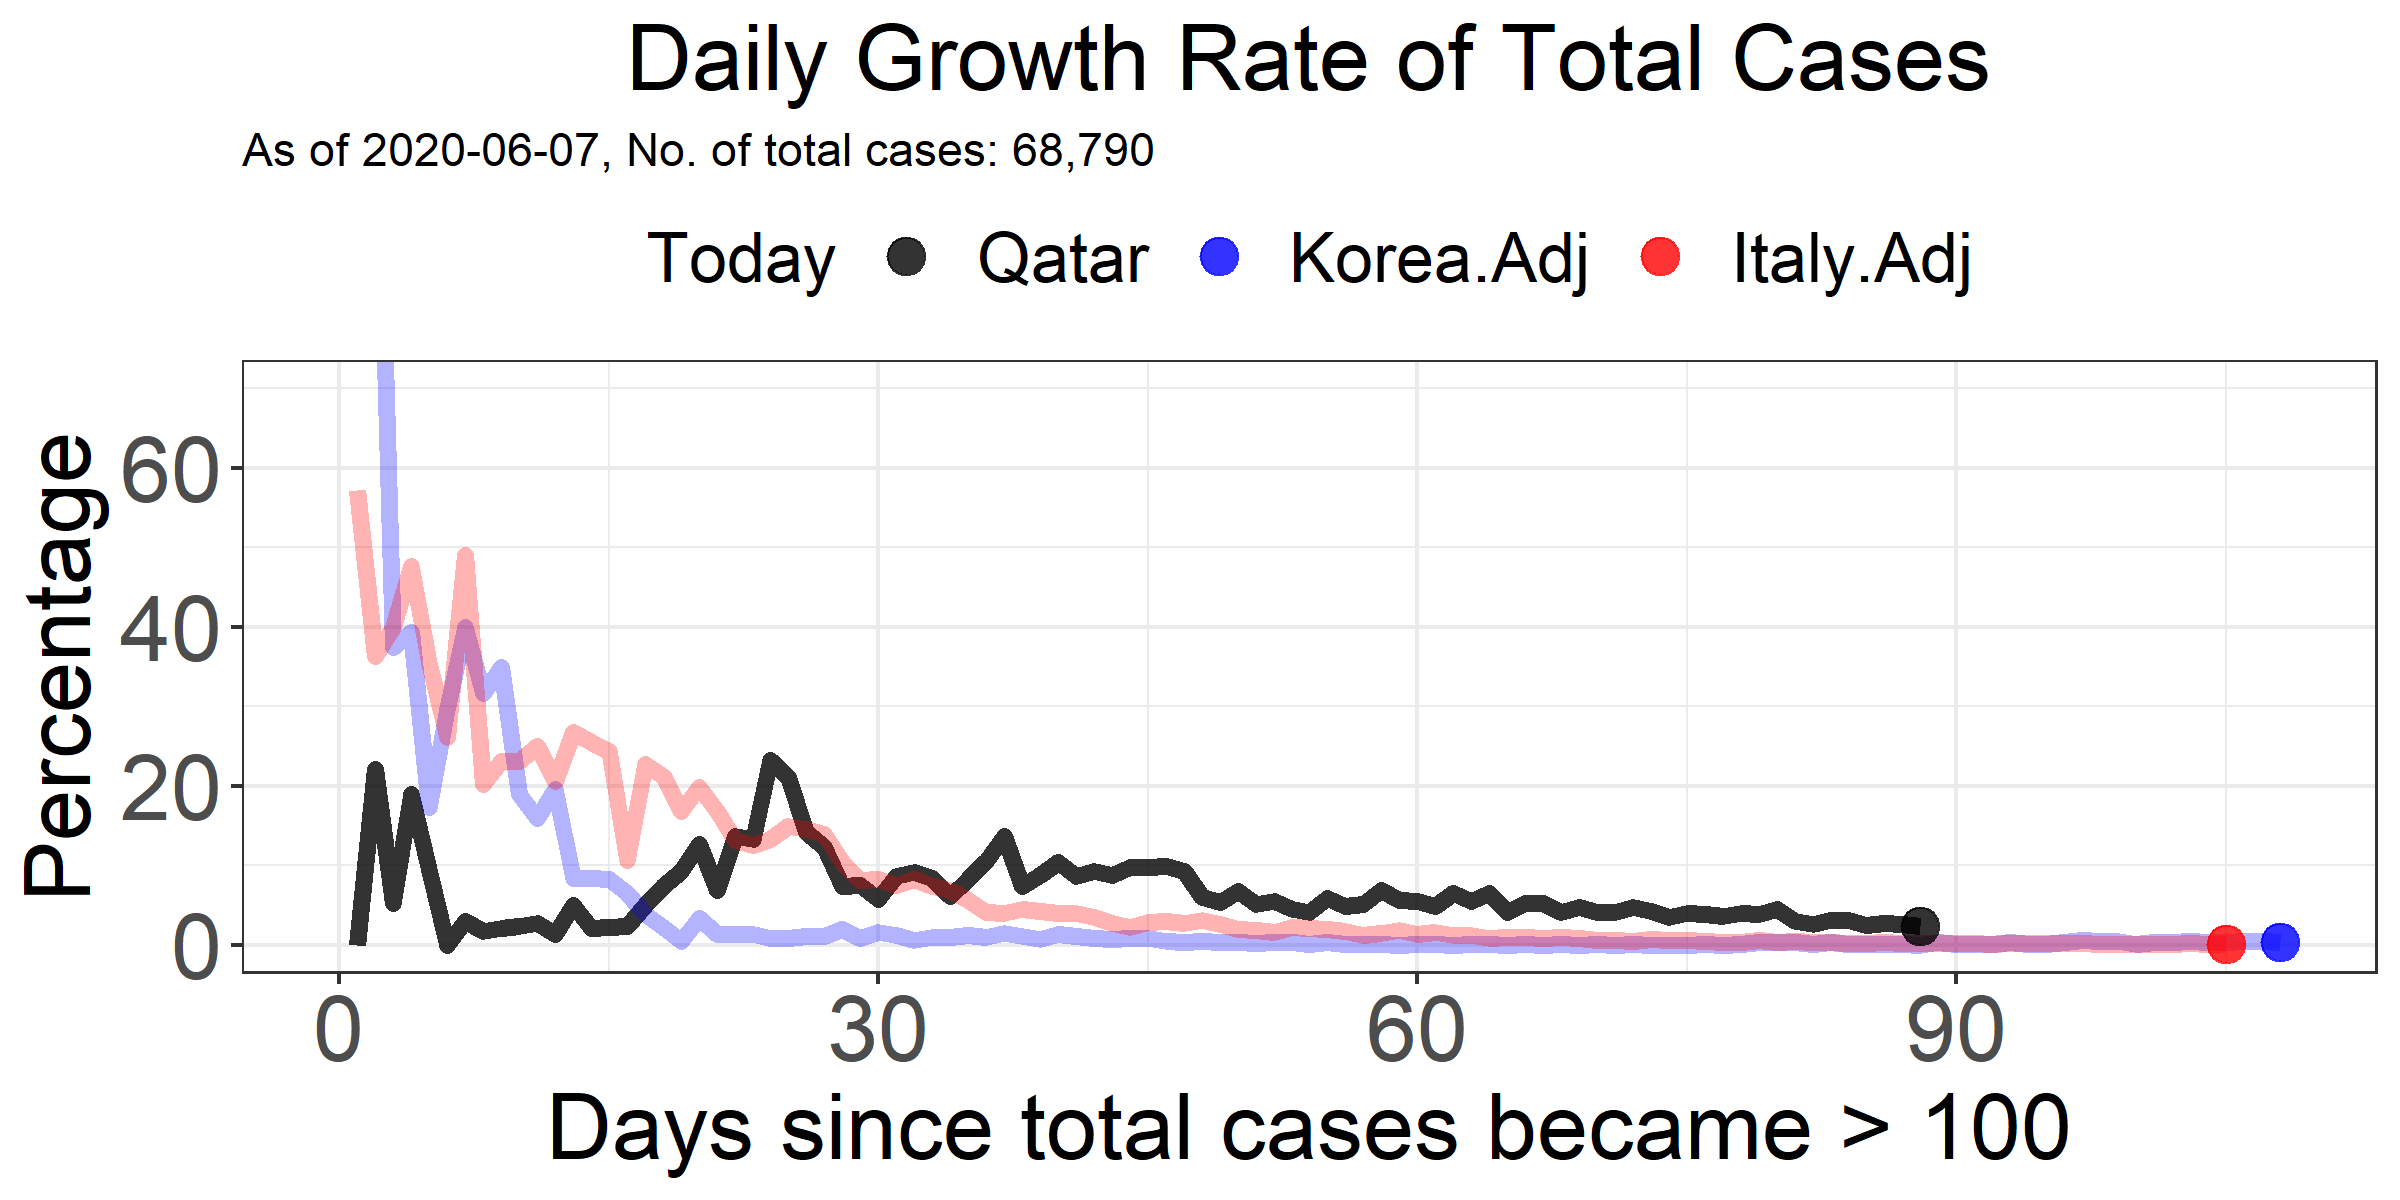 Daily Growth Rate of Total Cases
As of 2020-06-07, No. of total cases: 68,790
Today Qatar Korea.Adj Italy.Adj
Percentage
60
40
20
0
0 30 60 90
Days since total cases became > 100